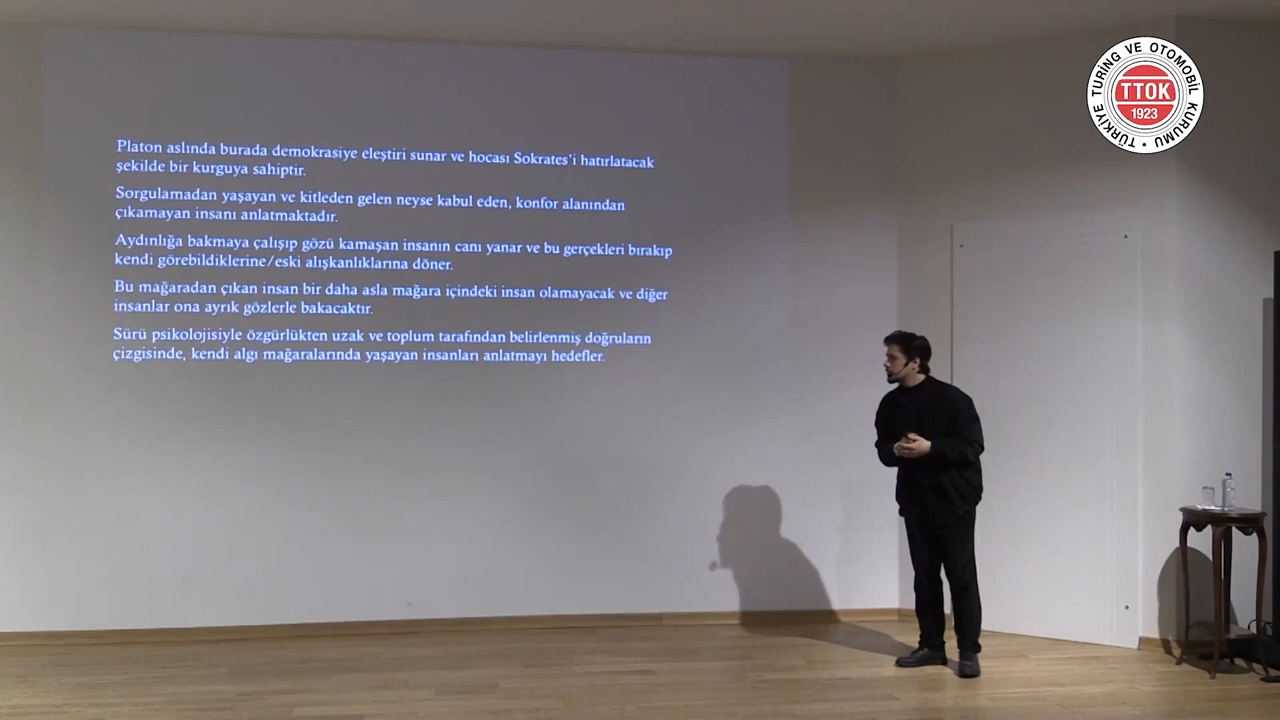 Platon aslında burada demokrasiye eleştiri sunar ve hocası Sokrates'i hatırlatacak
şekilde bir kurguya sahiptir.
Sorgulamadan yaşayan ve kitleden gelen neyse kabul eden, konfor alanından
çıkamayan insanı anlatmaktadır.
Aydınlığa bakmaya çalışıp gözü kamaşan insanın canı yanar ve bu gerçekleri bırakıp
kendi görebildiklerine/eski alışkanlıklarına döner.
Bu mağaradan çıkan insan bir daha asla mağara içindeki insan olamayacak ve diğer
insanlar ona ayrık gözlerle bakacaktır.
Sürü psikolojisiyle özgürlükten uzak ve toplum tarafından belirlenmiş doğruların
çizgisinde, kendi algı mağaralarında yaşayan insanları anlatmayı hedefler.
TÜRKİYE TURİNG VE OTOMOBİL KURUMU
TTOK
1923